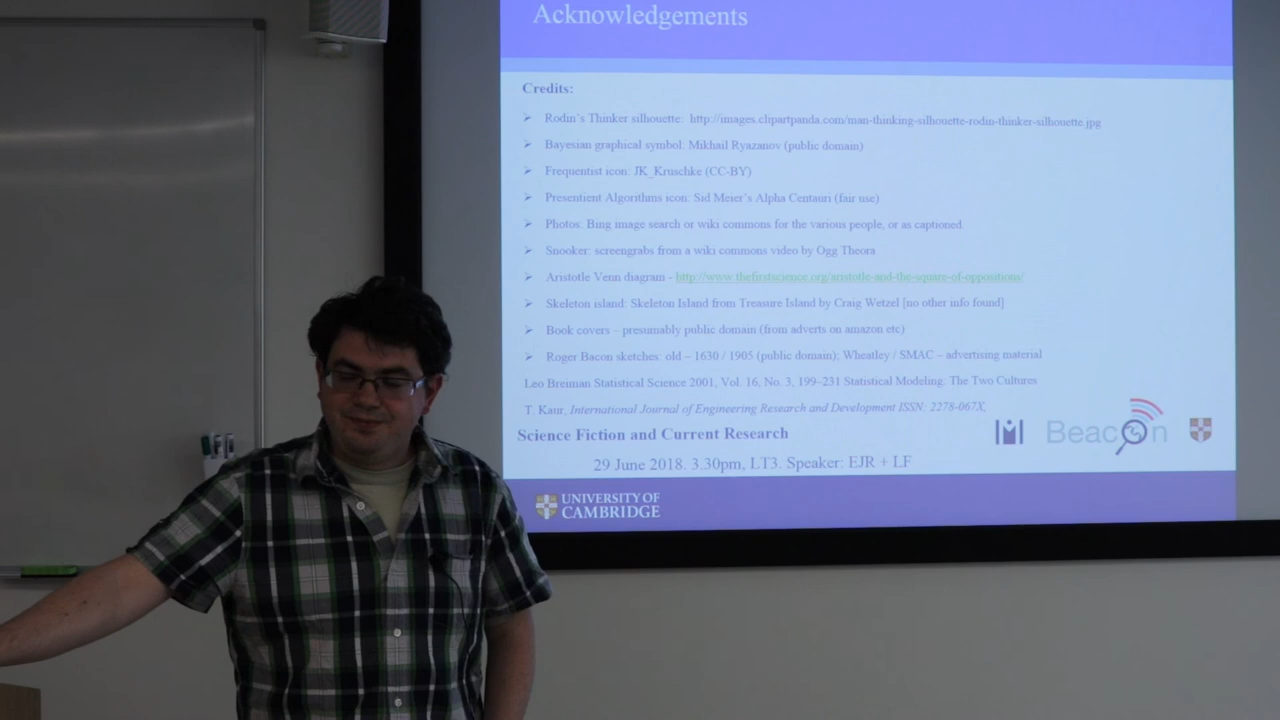 Acknowledgements
Credits:
➢ Rodin's Thinker silhouette: http://images.clipartpanda.com/man-thinking-silhouette-rodin-thinker-silhouette.jpg
➢ Bayesian graphical symbol: Mikhail Ryazanov (public domain)
➢ Frequentist icon: JK_Kruschke (CC-BY)
➢ Presentient Algorithms icon: Sid Meier's Alpha Centauri (fair use)
➢ Photos: Bing image search or wiki commons for the various people, or as captioned.
➢ Snooker: screengrabs from a wiki commons video by Ogg Theora
➢ Aristotle Venn diagram - http://www.thefirstscience.org/aristotle-and-the-square-of-oppositions/
➢ Skeleton island: Skeleton Island from Treasure Island by Craig Wetzel [no other info found]
➢ Book covers – presumably public domain (from adverts on amazon etc)
➢ Roger Bacon sketches: old – 1630 / 1905 (public domain); Wheatley / SMAC – advertising material
Leo Breiman Statistical Science 2001, Vol. 16, No. 3, 199–231 Statistical Modeling: The Two Cultures
T. Kaur, International Journal of Engineering Research and Development ISSN: 2278-067X,
Science Fiction and Current Research
Beacon
29 June 2018. 3.30pm, LT3. Speaker: EJR + LF
UNIVERSITY OF
CAMBRIDGE